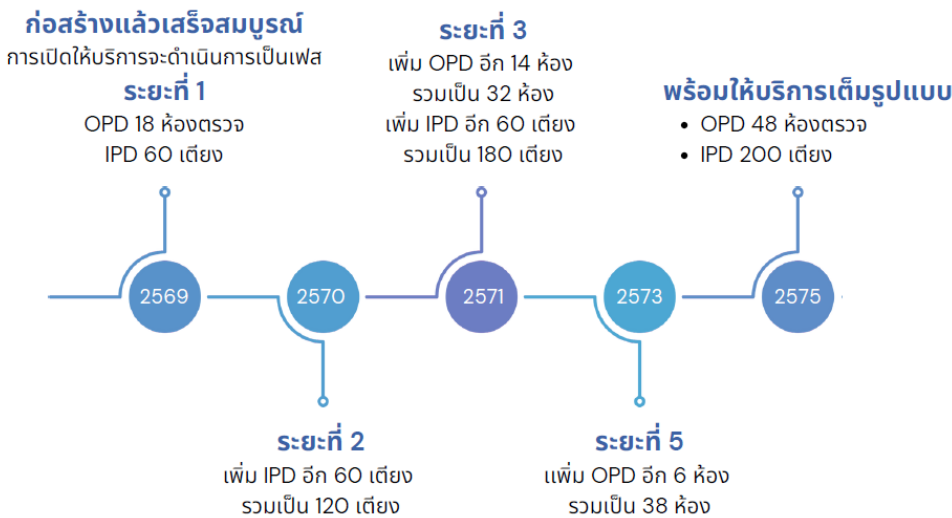 ก่อสร้างแล้วเสร็จสมบูรณ์
การเปิดให้บริการจะดำเนินการเป็นเฟส
ระยะที่ 1
OPD 18 ห้องตรวจ
IPD 60 เตียง
ระยะที่ 3
เพิ่ม OPD อีก 14 ห้อง
รวมเป็น 32 ห้อง
เพิ่ม IPD อีก 60 เตียง
รวมเป็น 180 เตียง
พร้อมให้บริการเต็มรูปแบบ
• OPD 48 ห้องตรวจ
• IPD 200 เตียง
2569
2570
2571
2573
2575
ระยะที่ 2
เพิ่ม IPD อีก 60 เตียง
รวมเป็น 120 เตียง
ระยะที่ 5
เเพิ่ม OPD อีก 6 ห้อง
รวมเป็น 38 ห้อง